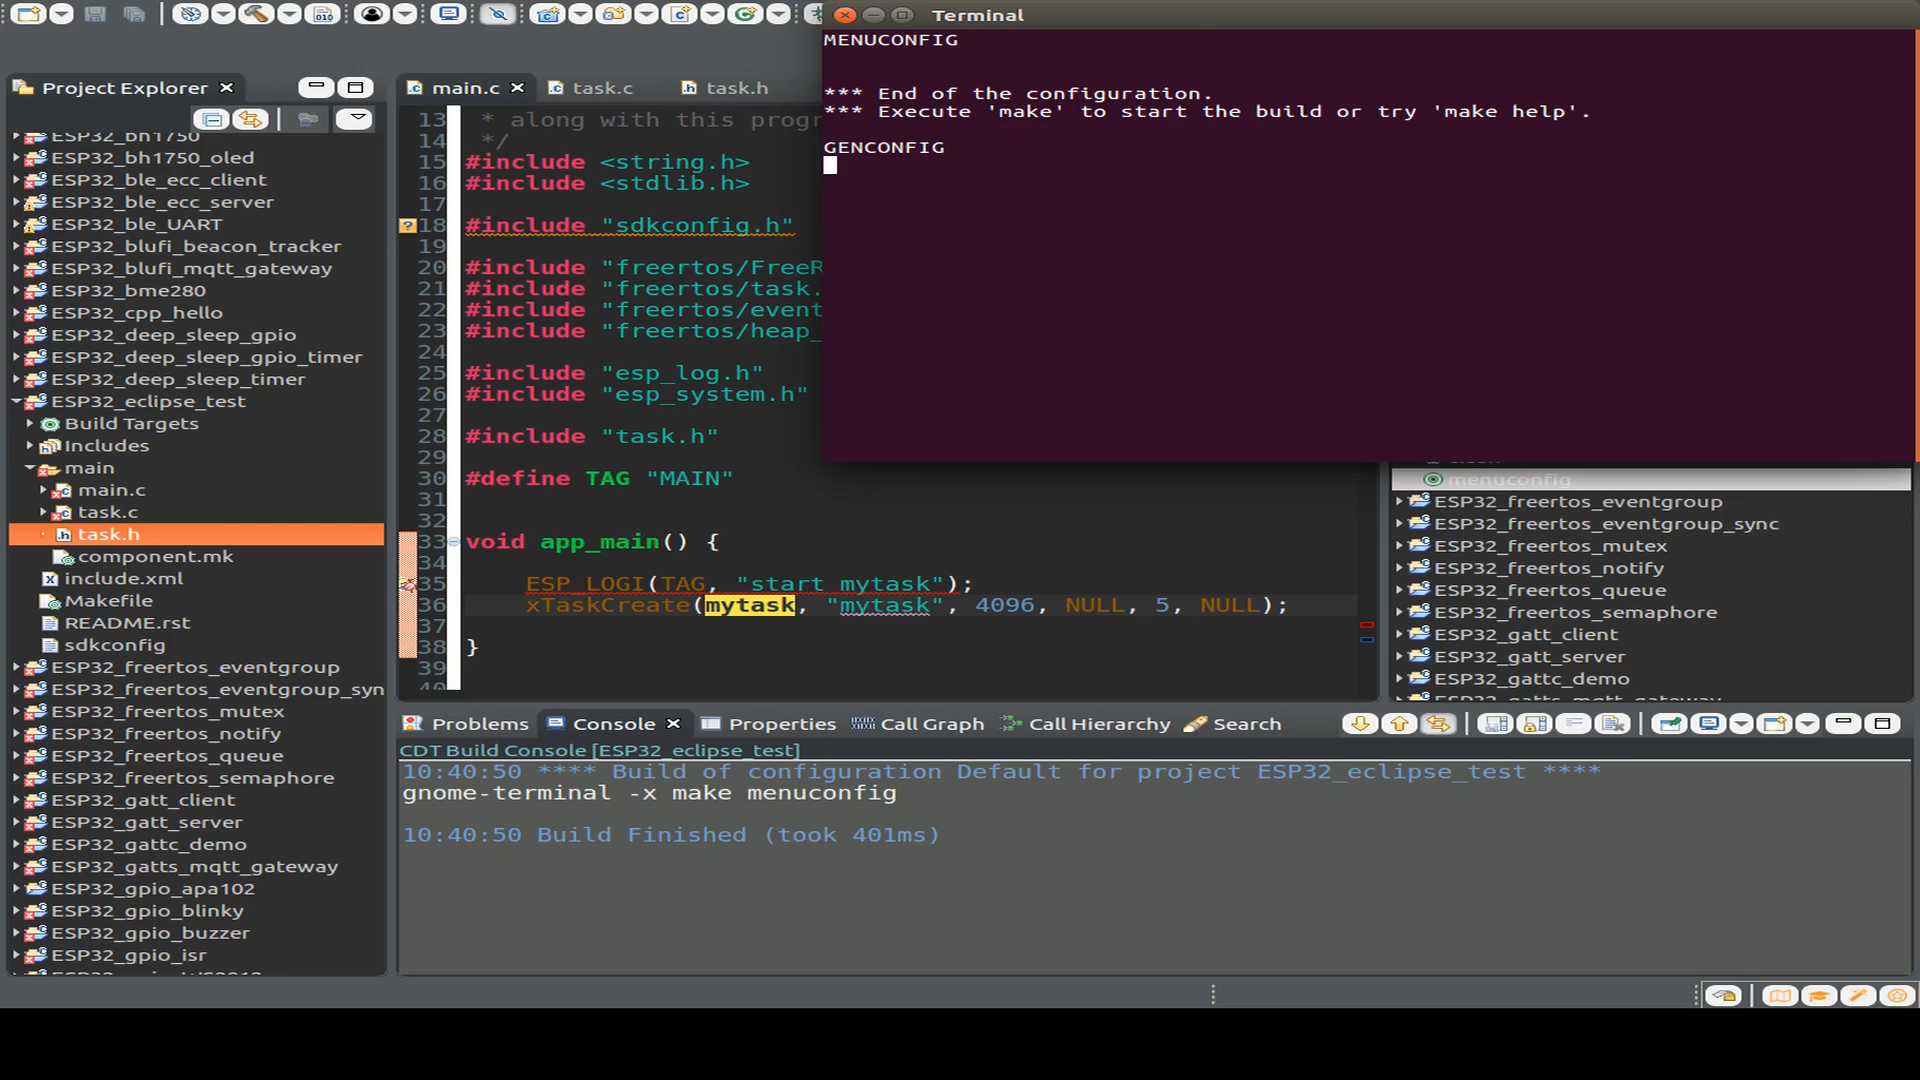 Terminal
MENUCONFIG
*** End of the configuration.
*** Execute 'make' to start the build or try 'make help'.
GENCONFIG
Project Explorer
ESP32_bh1750
ESP32_bh1750_oled
ESP32_ble_ecc_client
ESP32_ble_ecc_server
ESP32_ble_UART
ESP32_blufi_beacon_tracker
ESP32_blufi_mqtt_gateway
ESP32_bme280
ESP32_cpp_hello
ESP32_deep_sleep_gpio
ESP32_deep_sleep_gpio_timer
ESP32_deep_sleep_timer
ESP32_eclipse_test
Build Targets
Includes
main
main.c
task.c
task.h
component.mk
include.xml
Makefile
README.rst
sdkconfig
ESP32_freertos_eventgroup
ESP32_freertos_eventgroup_syn
ESP32_freertos_mutex
ESP32_freertos_notify
ESP32_freertos_queue
ESP32_freertos_semaphore
ESP32_gatt_client
ESP32_gatt_server
ESP32_gattc_demo
ESP32_gatts_mqtt_gateway
ESP32_gpio_apa102
ESP32_gpio_blinky
ESP32_gpio_buzzer
ESP32_gpio_isr
main.c task.c task.h
13 * along with this progr
14 */
15 #include <string.h>
16 #include <stdlib.h>
17
18 #include "sdkconfig.h"
19
20 #include "freertos/FreeR
21 #include "freertos/task.
22 #include "freertos/event
23 #include "freertos/heap_
24
25 #include "esp_log.h"
26 #include "esp_system.h"
27
28 #include "task.h"
29
30 #define TAG "MAIN"
31
32
33 void app_main() {
34
35 ESP_LOGI(TAG, "start mytask");
36 xTaskCreate(mytask, "mytask", 4096, NULL, 5, NULL);
37
38 }
39
40
menuconfig
ESP32_freertos_eventgroup
ESP32_freertos_eventgroup_sync
ESP32_freertos_mutex
ESP32_freertos_notify
ESP32_freertos_queue
ESP32_freertos_semaphore
ESP32_gatt_client
ESP32_gatt_server
ESP32_gattc_demo
ESP32_gatts_mqtt_gateway
Problems Console Properties Call Graph Call Hierarchy Search
CDT Build Console [ESP32_eclipse_test]
10:40:50 **** Build of configuration Default for project ESP32_eclipse_test ****
gnome-terminal -x make menuconfig
10:40:50 Build Finished (took 401ms)